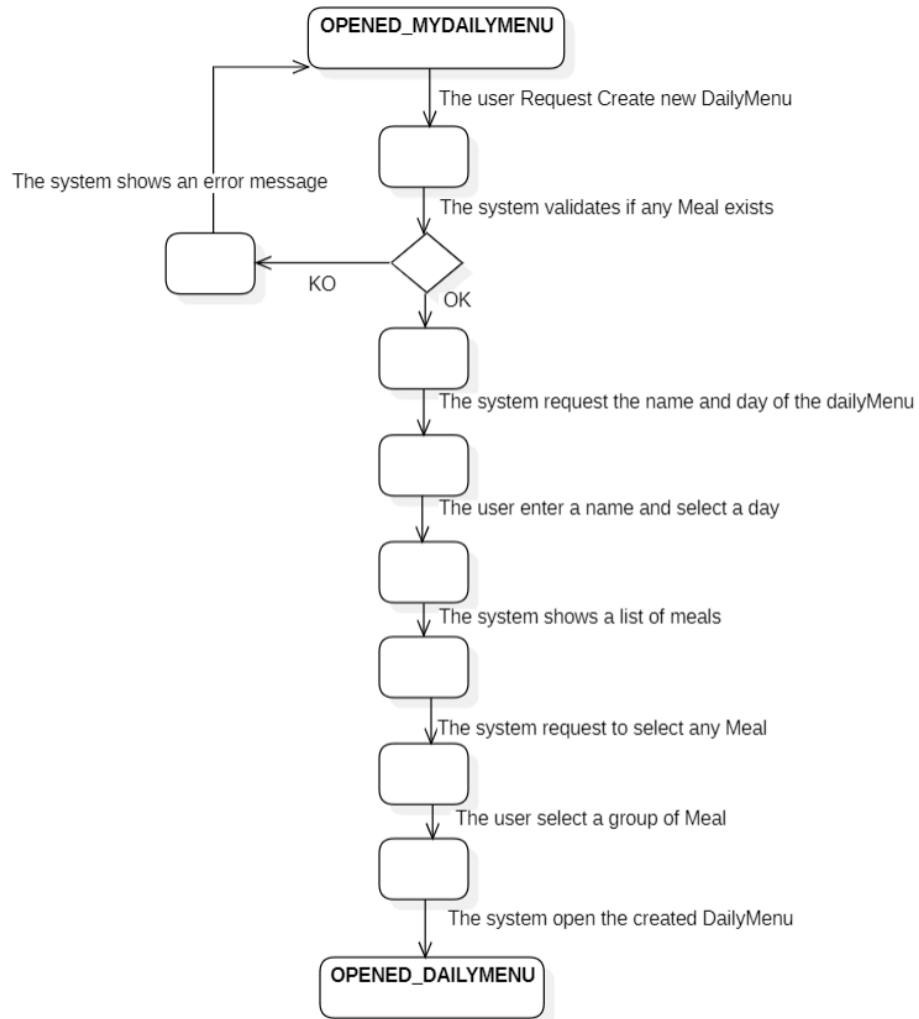 OPENED_MYDAILYMENU
The user Request Create new DailyMenu
The system shows an error message
The system validates if any Meal exists
KO
OK
The system request the name and day of the dailyMenu
The user enter a name and select a day
The system shows a list of meals
The system request to select any Meal
The user select a group of Meal
The system open the created DailyMenu
OPENED_DAILYMENU